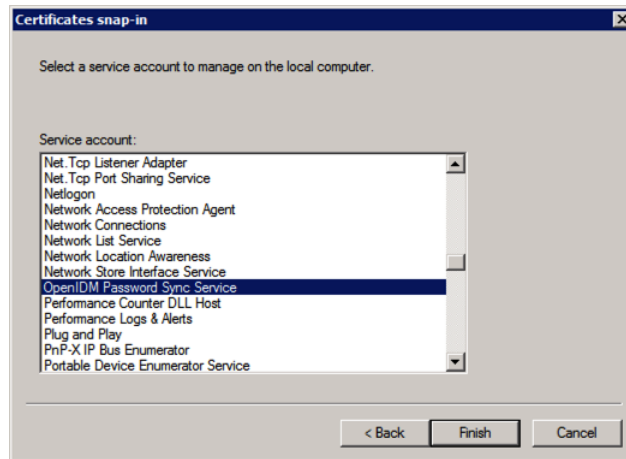 Certificates snap-in
Select a service account to manage on the local computer.
Service account:
Net.Tcp Listener Adapter
Net.Tcp Port Sharing Service
Netlogon
Network Access Protection Agent
Network Connections
Network List Service
Network Location Awareness
Network Store Interface Service
OpenIDM Password Sync Service
Performance Counter DLL Host
Performance Logs & Alerts
Plug and Play
PnP-X IP Bus Enumerator
Portable Device Enumerator Service
< Back Finish Cancel